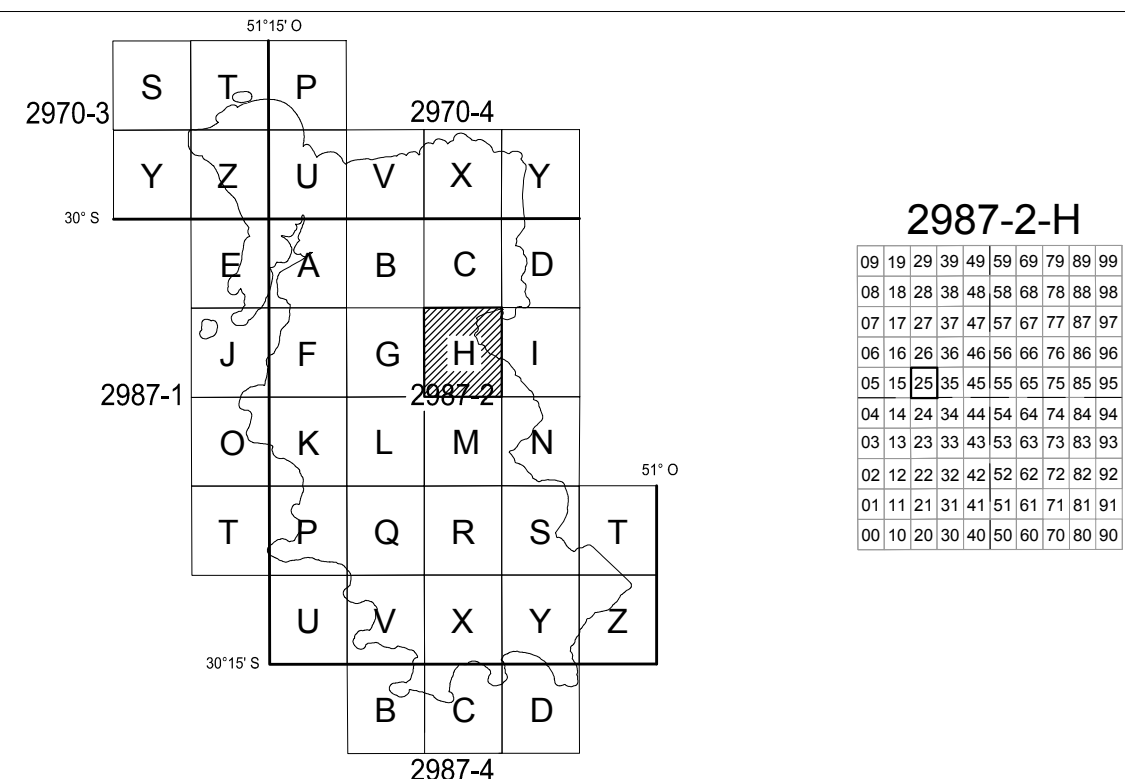 51°15' O
S T P
2970-3
2970-4
Y Z U V X Y
30° S
E A B C D
J F G H I
2987-1
2987-2
O K L M N
51° O
T P Q R S T
U V X Y Z
30°15' S
B C D
2987-4
2987-2-H
09 19 29 39 49 59 69 79 89 99
08 18 28 38 48 58 68 78 88 98
07 17 27 37 47 57 67 77 87 97
06 16 26 36 46 56 66 76 86 96
05 15 25 35 45 55 65 75 85 95
04 14 24 34 44 54 64 74 84 94
03 13 23 33 43 53 63 73 83 93
02 12 22 32 42 52 62 72 82 92
01 11 21 31 41 51 61 71 81 91
00 10 20 30 40 50 60 70 80 90